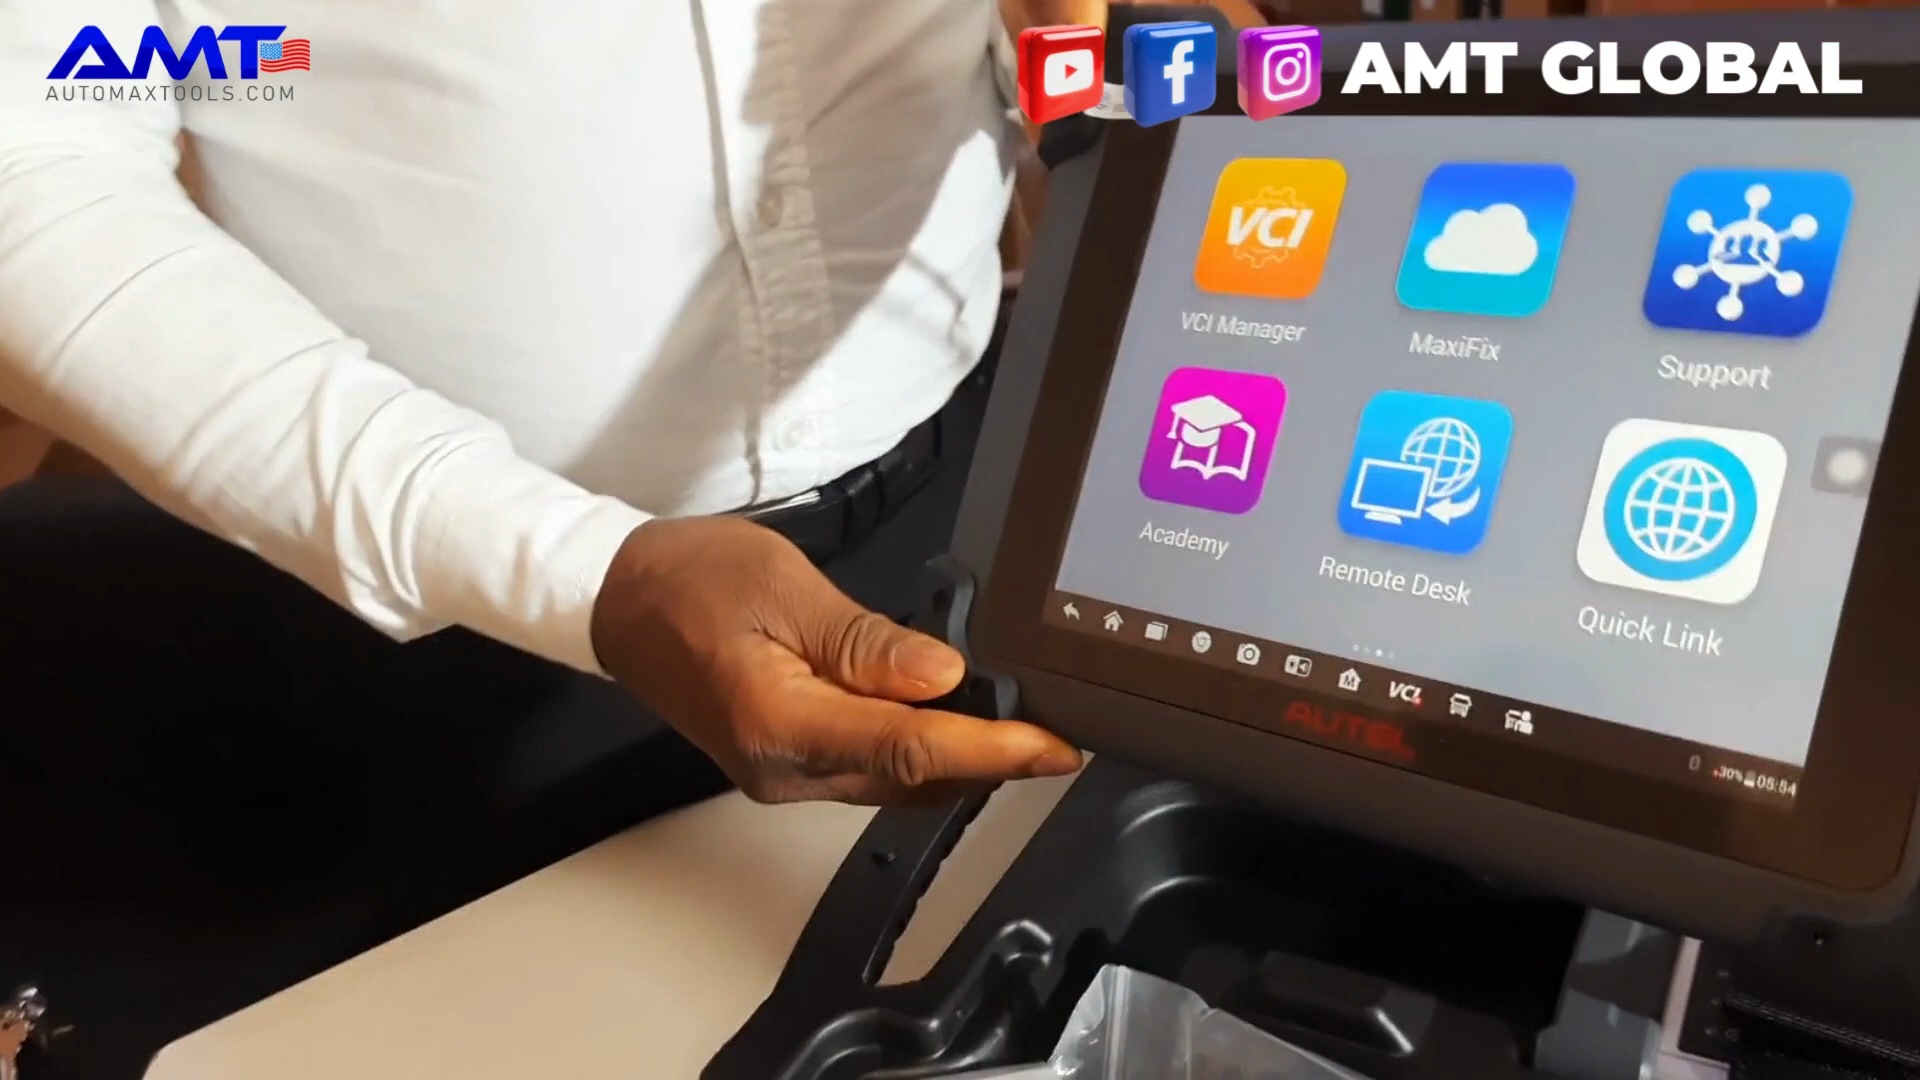 AMT
AUTOMAXTOOLS.COM
AMT GLOBAL
VCI
VCI Manager
MaxiFix
Support
Academy
Remote Desk
Quick Link
VCI
AUTEL
30% 05:54